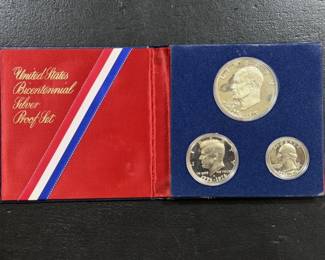 United States
Bicentennial
Silver
Proof Set